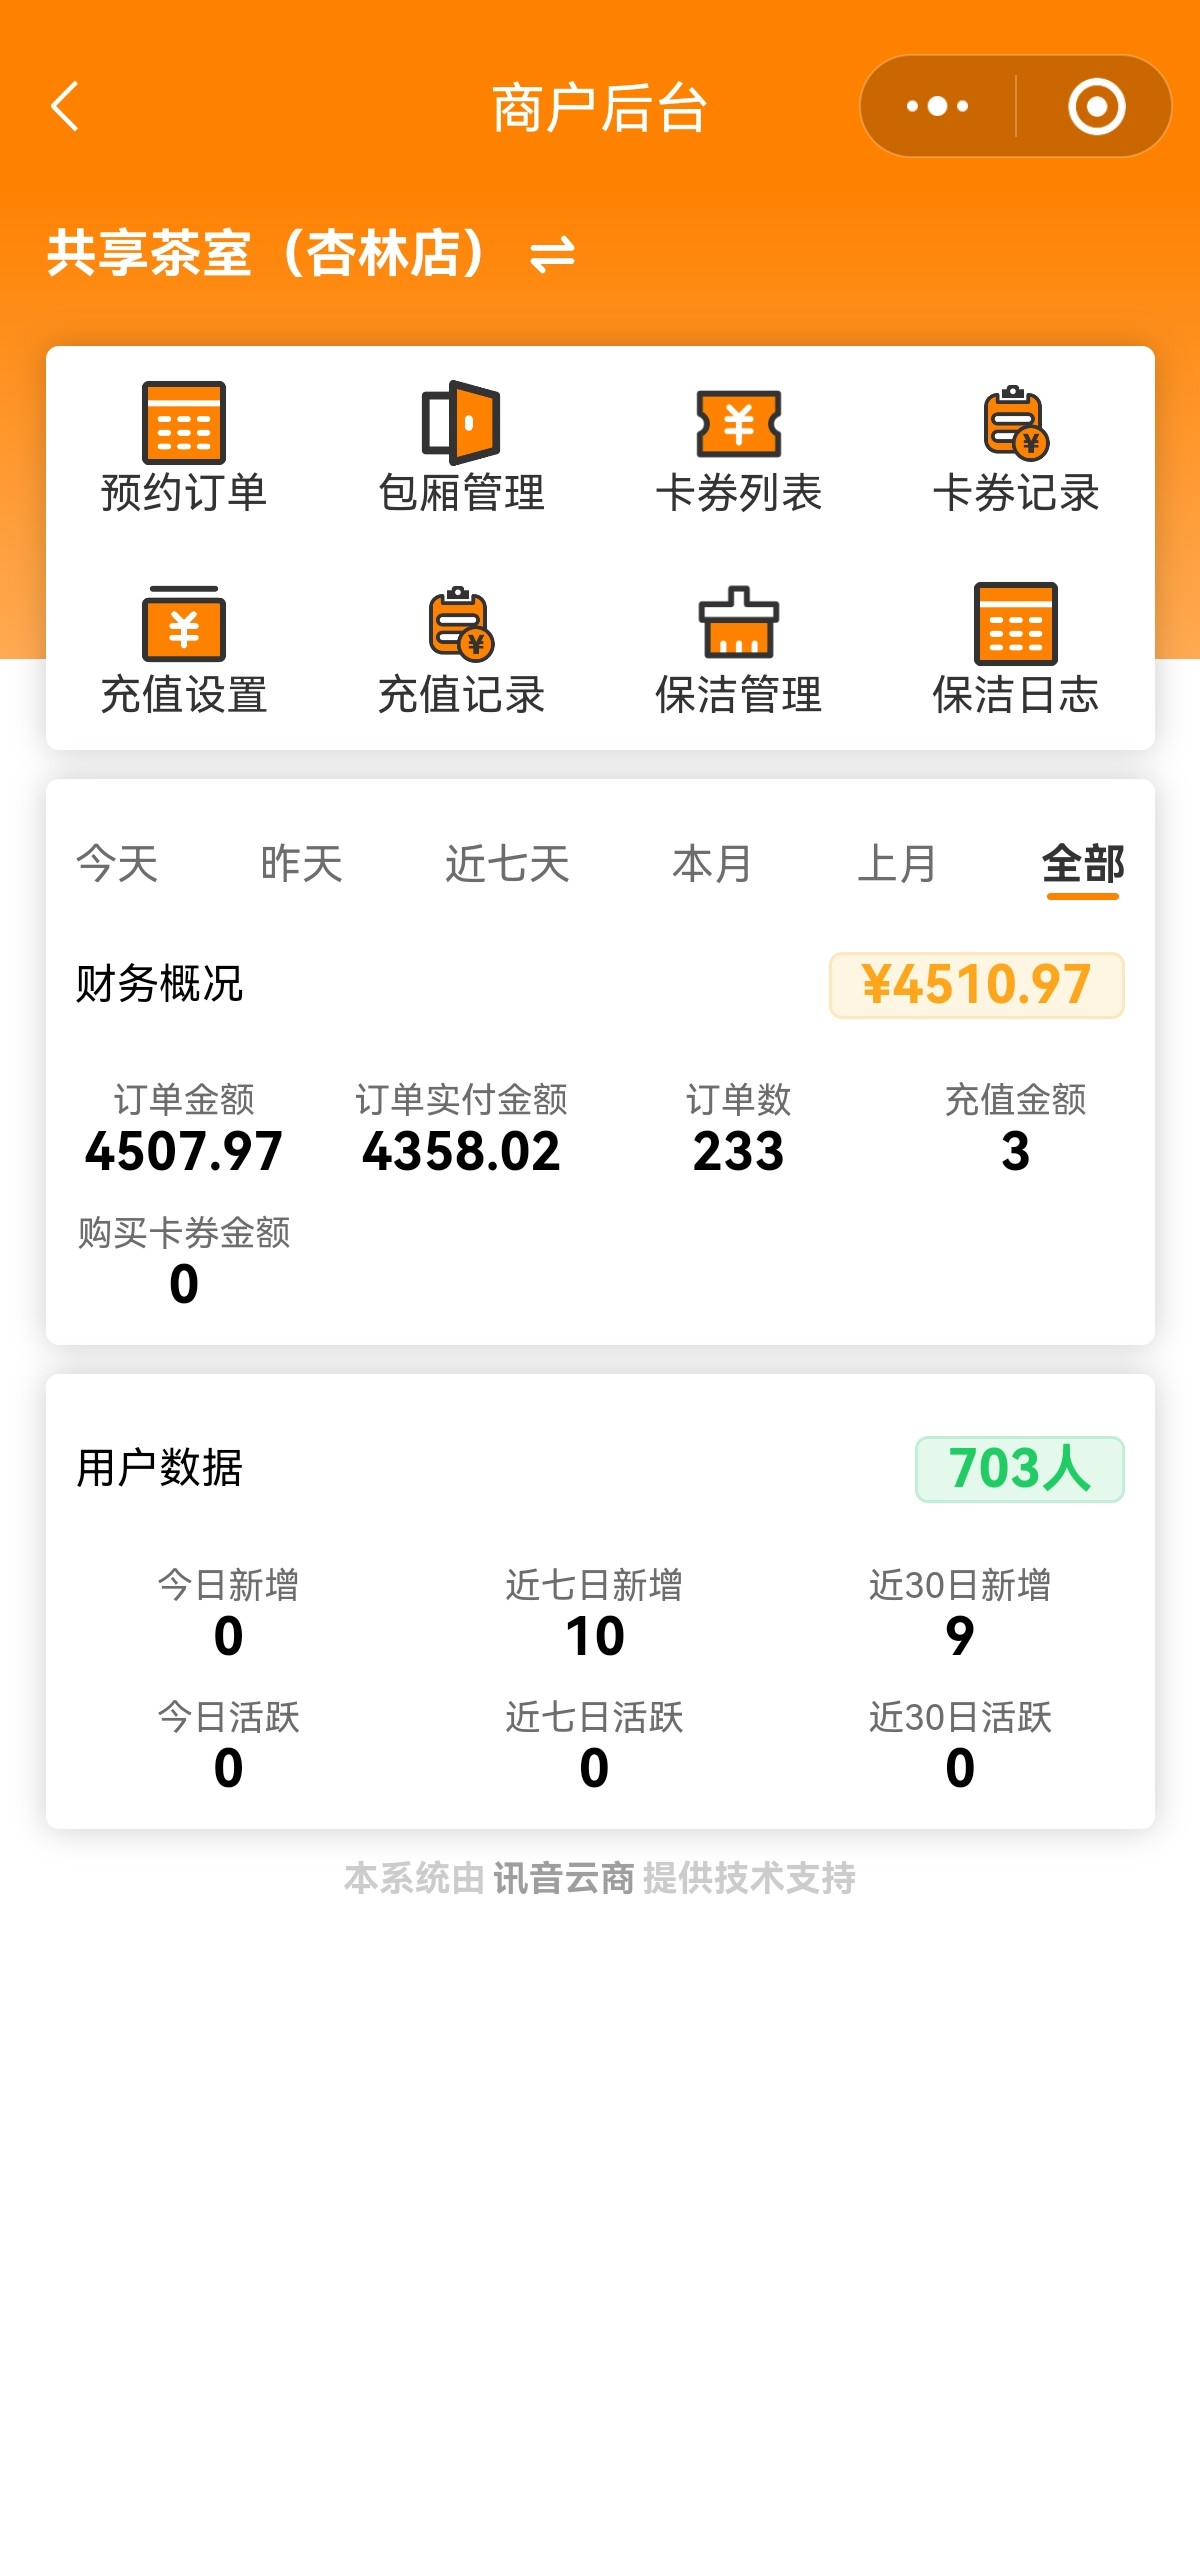 商户后台
共享茶室（杏林店）
预约订单 包厢管理 卡券列表 卡券记录
充值设置 充值记录 保洁管理 保洁日志
今天 昨天 近七天 本月 上月 全部
财务概况 ¥4510.97
订单金额 订单实付金额 订单数 充值金额
4507.97 4358.02 233 3
购买卡券金额
0
用户数据 703人
今日新增 近七日新增 近30日新增
0 10 9
今日活跃 近七日活跃 近30日活跃
0 0 0
本系统由 讯音云商 提供技术支持